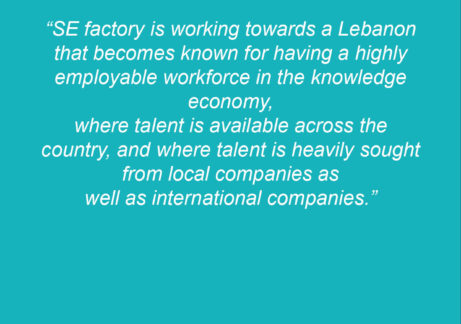 “SE factory is working towards a Lebanon
that becomes known for having a highly
employable workforce in the knowledge
economy,
where talent is available across the
country, and where talent is heavily sought
from local companies as
well as international companies.”